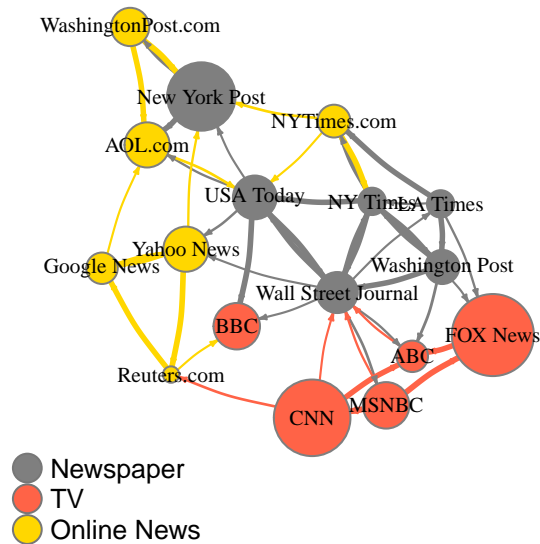 WashingtonPost.com
New York Post
NYTimes.com
AOL.com
USA Today
NY Times
LA Times
Yahoo News
Google News
Washington Post
Wall Street Journal
BBC
FOX News
ABC
Reuters.com
MSNBC
CNN
Newspaper
TV
Online News